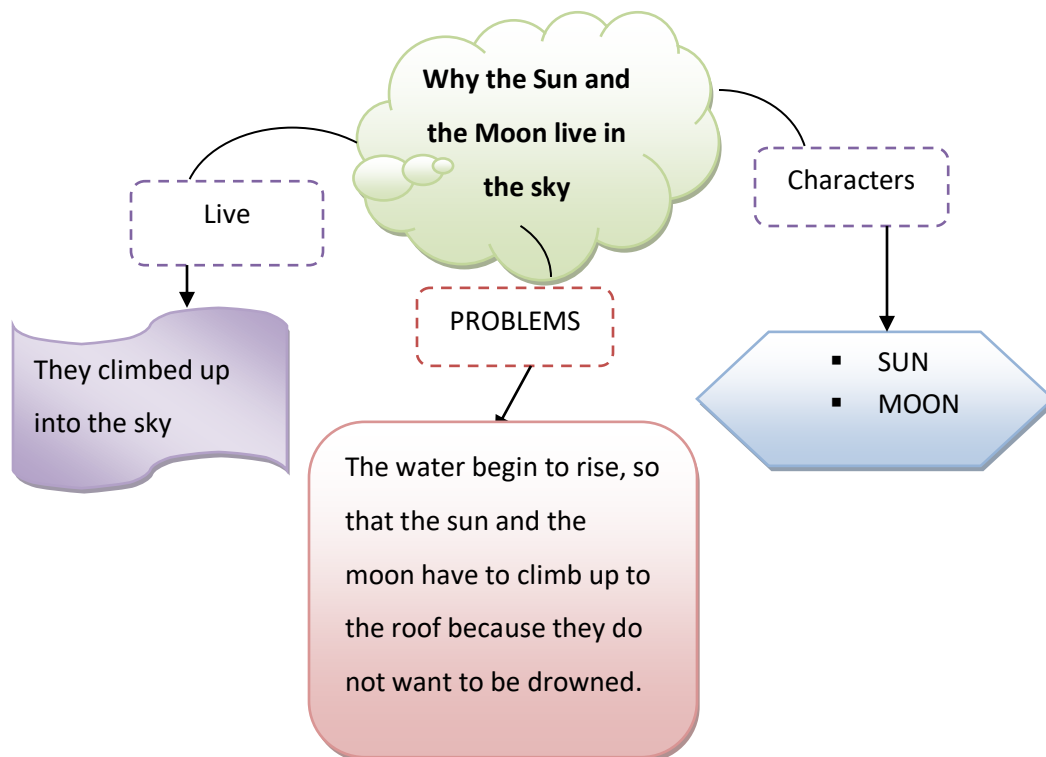 Why the Sun and
the Moon live in
the sky
Live
They climbed up
into the sky
PROBLEMS
The water begin to rise, so
that the sun and the
moon have to climb up to
the roof because they do
not want to be drowned.
Characters
▪ SUN
▪ MOON